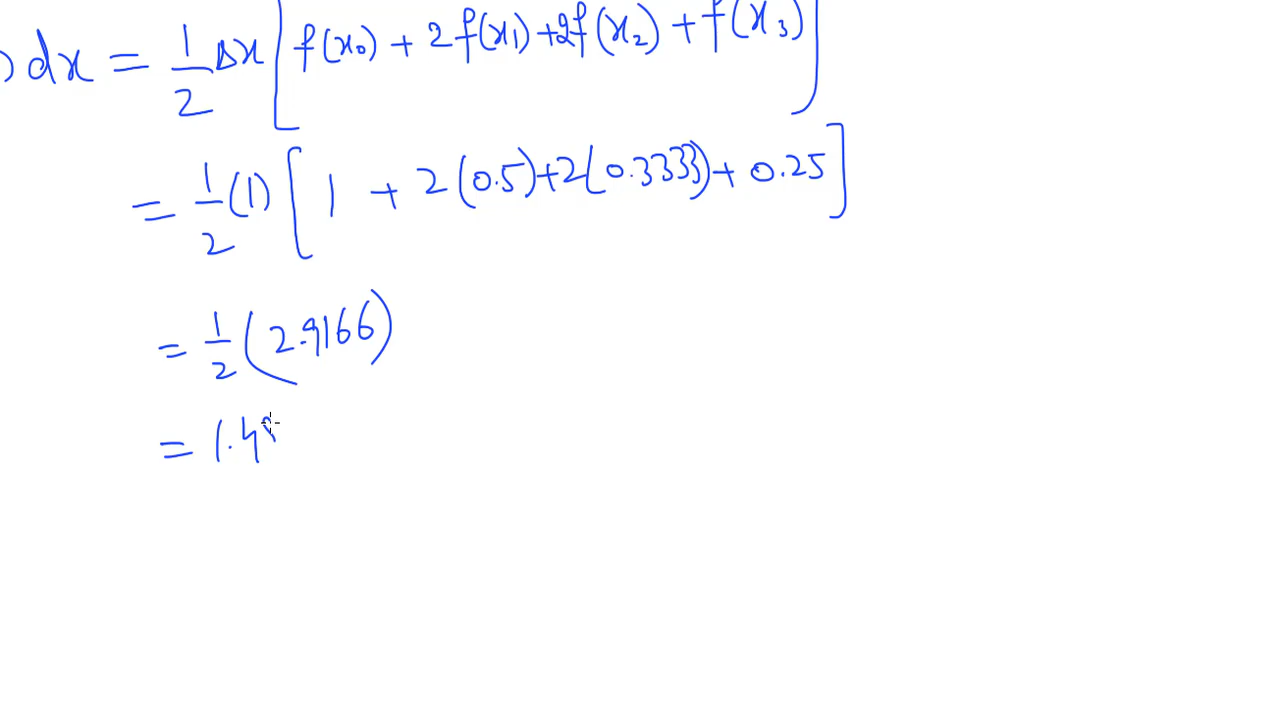 ) dx = 1/2 Δx [f(x₀) + 2f(x₁) + 2f(x₂) + f(x₃)]
= 1/2 (1) [1 + 2(0.5) + 2(0.3333) + 0.25]
= 1/2 (2.9166)
= 1.4